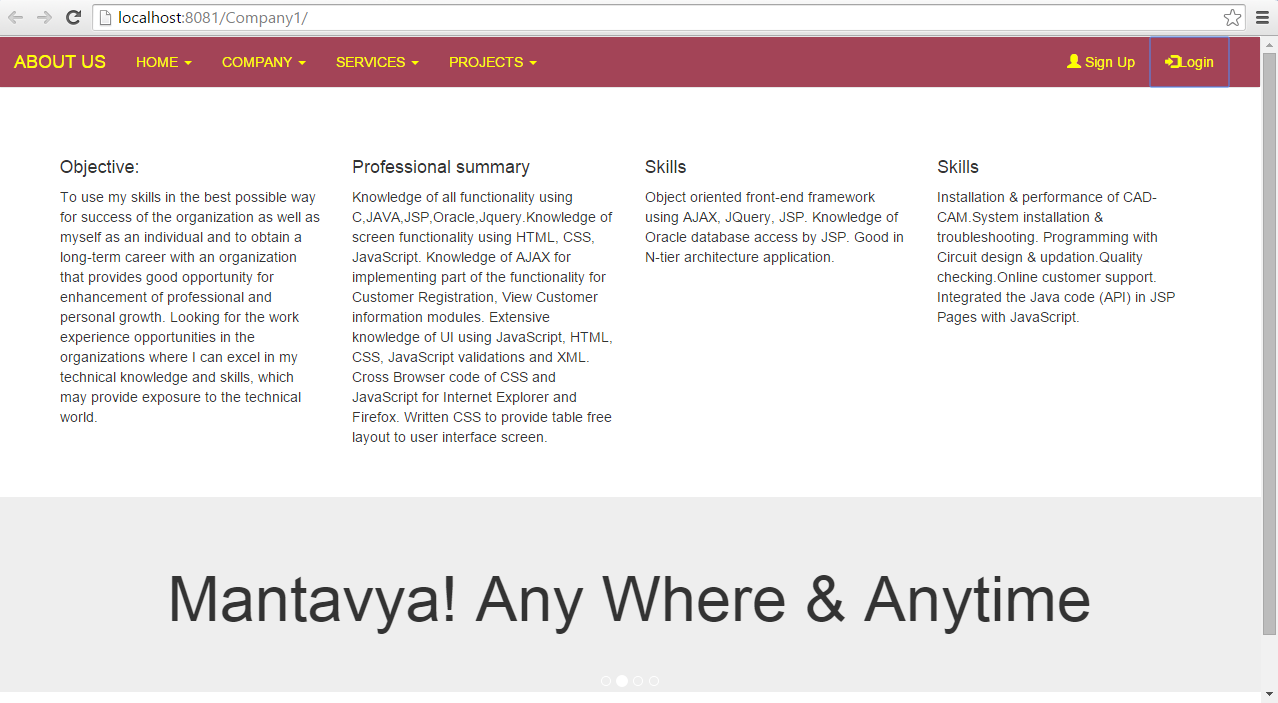 localhost:8081/Company1/
ABOUT US HOME COMPANY SERVICES PROJECTS Sign Up Login
Objective:
To use my skills in the best possible way
for success of the organization as well as
myself as an individual and to obtain a
long-term career with an organization
that provides good opportunity for
enhancement of professional and
personal growth. Looking for the work
experience opportunities in the
organizations where I can excel in my
technical knowledge and skills, which
may provide exposure to the technical
world.
Professional summary
Knowledge of all functionality using
C,JAVA,JSP,Oracle,Jquery.Knowledge of
screen functionality using HTML, CSS,
JavaScript. Knowledge of AJAX for
implementing part of the functionality for
Customer Registration, View Customer
information modules. Extensive
knowledge of UI using JavaScript, HTML,
CSS, JavaScript validations and XML.
Cross Browser code of CSS and
JavaScript for Internet Explorer and
Firefox. Written CSS to provide table free
layout to user interface screen.
Skills
Object oriented front-end framework
using AJAX, JQuery, JSP. Knowledge of
Oracle database access by JSP. Good in
N-tier architecture application.
Skills
Installation & performance of CAD-
CAM.System installation &
troubleshooting. Programming with
Circuit design & updation.Quality
checking.Online customer support.
Integrated the Java code (API) in JSP
Pages with JavaScript.
Mantavya! Any Where & Anytime